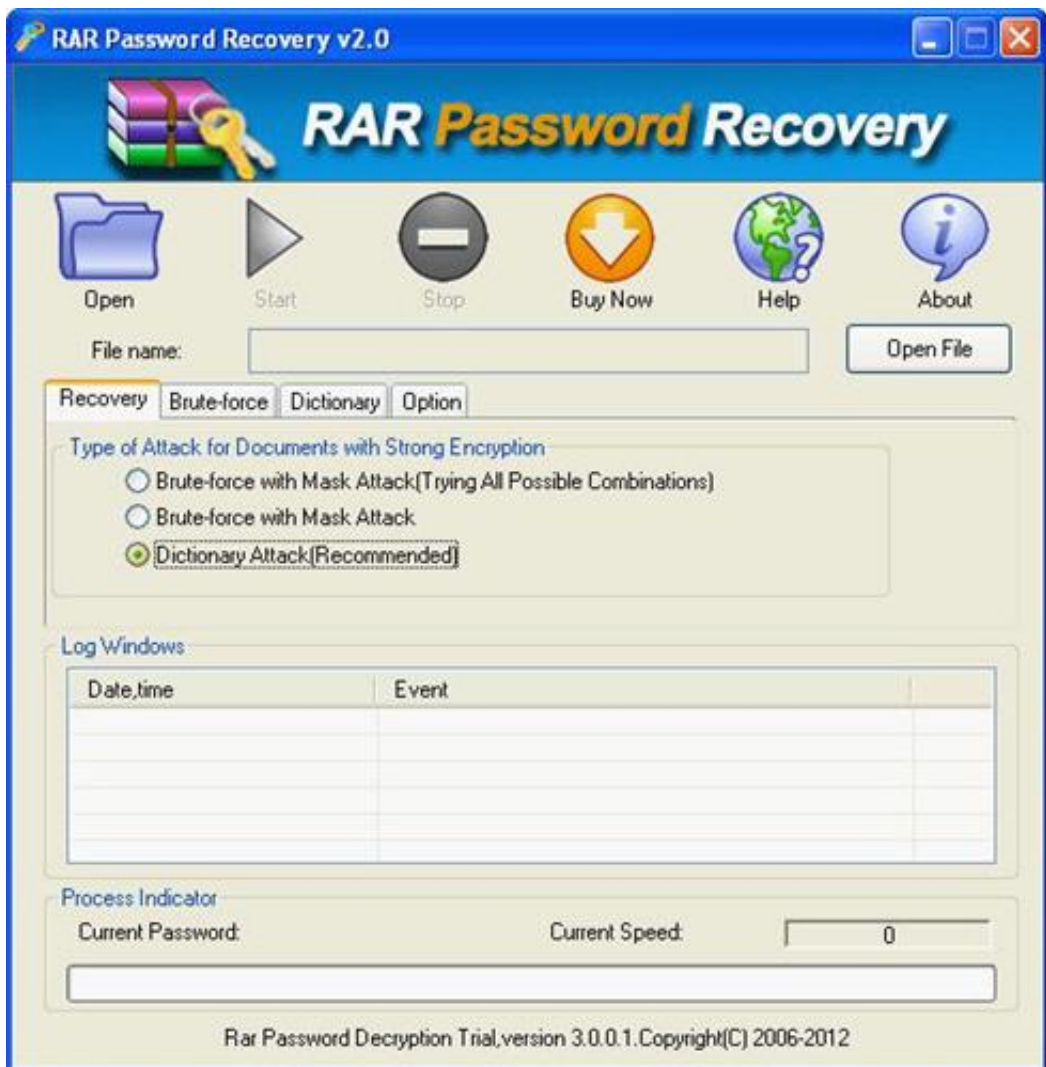 RAR Password Recovery v2.0
RAR Password Recovery
Open Start Stop Buy Now Help About
File name: Open File
Recovery Brute-force Dictionary Option
Type of Attack for Documents with Strong Encryption
Brute-force with Mask Attack(Trying All Possible Combinations)
Brute-force with Mask Attack
Dictionary Attack(Recommended)
Log Windows
Date,time Event
Process Indicator
Current Password: Current Speed: 0
Rar Password Decryption Trial,version 3.0.0.1.Copyright(C) 2006-2012